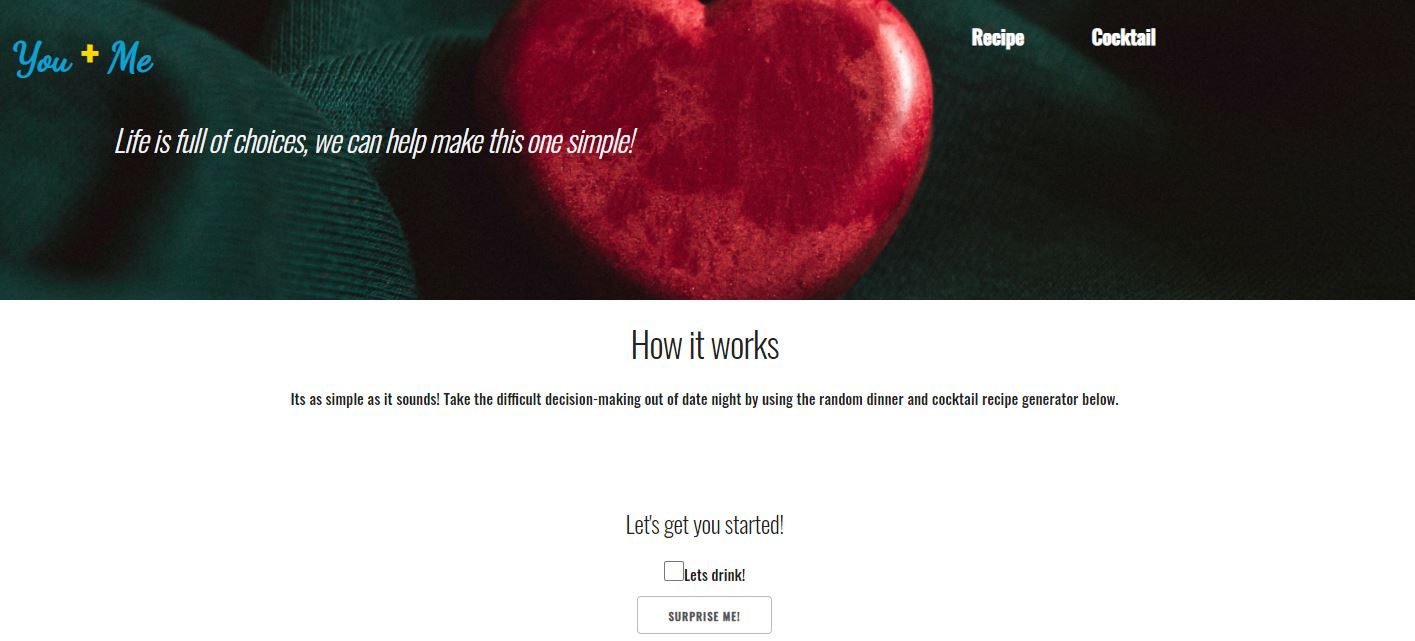 You + Me
Recipe Cocktail
Life is full of choices, we can help make this one simple!
How it works
Its as simple as it sounds! Take the difficult decision-making out of date night by using the random dinner and cocktail recipe generator below.
Let's get you started!
Lets drink!
SURPRISE ME!